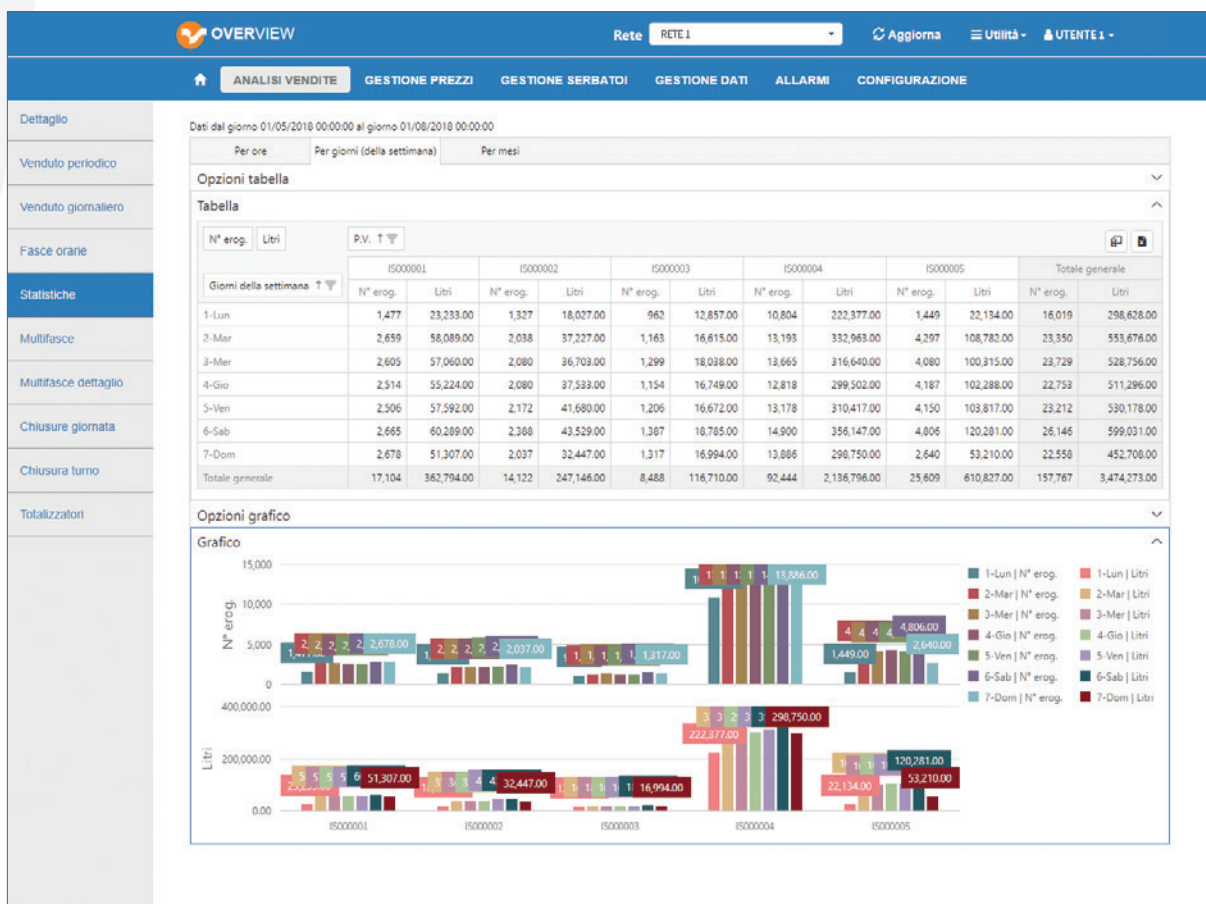 OVERVIEW
Rete RETE 1 Aggiorna Utilità UTENTE 1
ANALISI VENDITE GESTIONE PREZZI GESTIONE SERBATOI GESTIONE DATI ALLARMI CONFIGURAZIONE
Dettaglio
Venduto periodico
Venduto giornaliero
Fasce orarie
Statistiche
Multifasce
Multifasce dettaglio
Chiusure giornata
Chiusura turno
Totalizzatori
Dati dal giorno 01/05/2018 00:00:00 al giorno 01/08/2018 00:00:00
Per ore Per giorni (della settimana) Per mesi
Opzioni tabella
Tabella
N° erog. Litri P.V.
IS000001 IS000002 IS000003 IS000004 IS000005 Totale generale
Giorni della settimana N° erog. Litri N° erog. Litri N° erog. Litri N° erog. Litri N° erog. Litri N° erog. Litri
1-Lun 1,477 23,233.00 1,327 18,027.00 962 12,857.00 10,804 222,377.00 1,449 22,134.00 16,019 298,628.00
2-Mar 2,659 58,089.00 2,038 37,227.00 1,163 16,615.00 13,193 332,963.00 4,297 108,782.00 23,350 553,676.00
3-Mer 2,605 57,060.00 2,080 36,703.00 1,299 18,038.00 13,665 316,640.00 4,080 100,315.00 23,729 528,756.00
4-Gio 2,514 55,224.00 2,080 37,533.00 1,154 16,749.00 12,818 299,502.00 4,187 102,288.00 22,753 511,296.00
5-Ven 2,506 57,592.00 2,172 41,680.00 1,206 16,672.00 13,178 310,417.00 4,150 103,817.00 23,212 530,178.00
6-Sab 2,665 60,289.00 2,388 43,529.00 1,387 18,785.00 14,900 356,147.00 4,806 120,281.00 26,146 599,031.00
7-Dom 2,678 51,307.00 2,037 32,447.00 1,317 16,994.00 13,886 298,750.00 2,640 53,210.00 22,558 452,708.00
Totale generale 17,104 362,794.00 14,122 247,146.00 8,488 116,710.00 92,444 2,136,796.00 25,609 610,827.00 157,767 3,474,273.00
Opzioni grafico
Grafico
N° erog.
15,000
10,000
5,000
0
2,678.00 2,037.00 1,317.00 13,886.00 1,449.00 4,806.00 2,640.00
Litri
400,000.00
200,000.00
0.00
51,307.00 32,447.00 16,994.00 222,377.00 298,750.00 22,134.00 120,281.00 53,210.00
IS000001 IS000002 IS000003 IS000004 IS000005
1-Lun | N° erog. 1-Lun | Litri
2-Mar | N° erog. 2-Mar | Litri
3-Mer | N° erog. 3-Mer | Litri
4-Gio | N° erog. 4-Gio | Litri
5-Ven | N° erog. 5-Ven | Litri
6-Sab | N° erog. 6-Sab | Litri
7-Dom | N° erog. 7-Dom | Litri